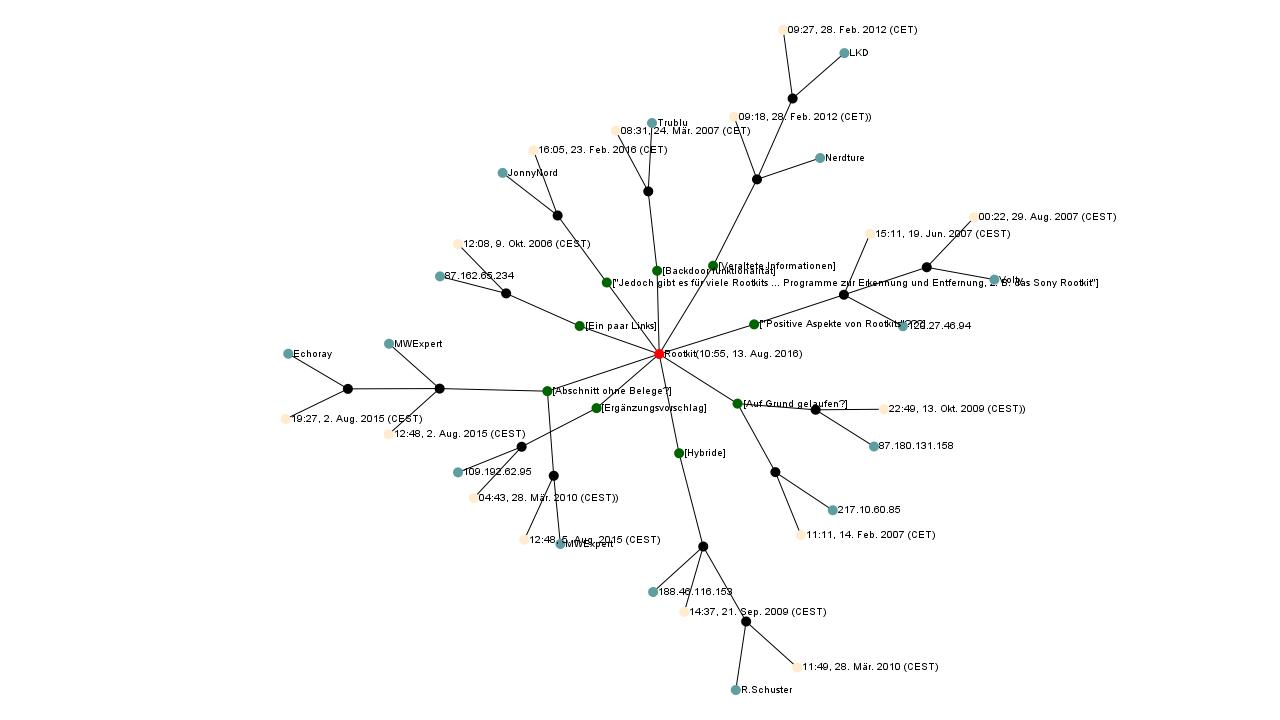 09:27, 28. Feb. 2012 (CET)
LKD
09:18, 28. Feb. 2012 (CET))
Trublu
08:31, 24. Mär. 2007 (CET)
16:05, 23. Feb. 2016 (CET)
Nerdture
JonnyNord
00:22, 29. Aug. 2007 (CEST)
15:11, 19. Jun. 2007 (CEST)
12:08, 9. Okt. 2006 (CEST)
[Veraltete Informationen]
[Backdoorfunktionalität]
87.162.65.234
Volty
["Jedoch gibt es für viele Rootkits ... Programme zur Erkennung und Entfernung, z. B. das Sony Rootkit"]
["Positive Aspekte von Rootkits"???]
.27.46.94
[Ein paar Links]
MWExpert
Echoray
Rootkit(10:55, 13. Aug. 2016)
[Abschnitt ohne Belege?]
[Auf Grund gelaufen?]
[Ergänzungsvorschlag]
22:49, 13. Okt. 2009 (CEST))
19:27, 2. Aug. 2015 (CEST)
12:48, 2. Aug. 2015 (CEST)
87.180.131.158
[Hybride]
109.192.62.95
04:43, 28. Mär. 2010 (CEST))
217.10.60.85
11:11, 14. Feb. 2007 (CET)
12:48, 5. Aug. 2015 (CEST)
MWExpert
188.46.116.153
14:37, 21. Sep. 2009 (CEST)
11:49, 28. Mär. 2010 (CEST)
R.Schuster